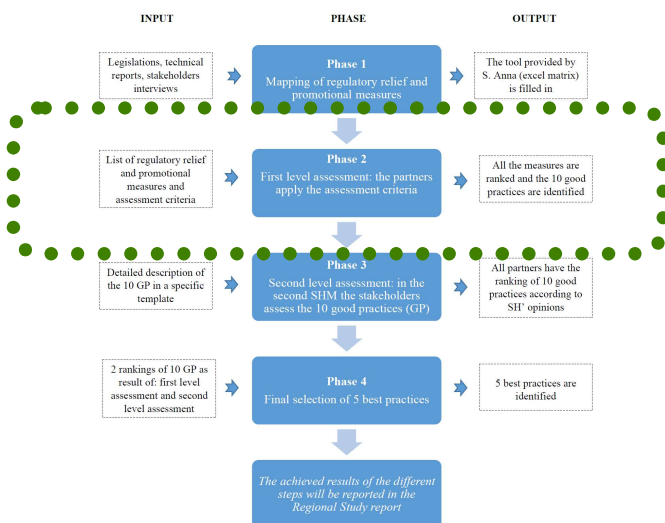 INPUT
PHASE
OUTPUT
Legislations, technical
reports, stakeholders
interviews
Phase 1
Mapping of regulatory relief and
promotional measures
The tool provided by
S. Anna (excel matrix)
is filled in
List of regulatory relief
and promotional
measures and
assessment criteria
Phase 2
First level assessment: the partners
apply the assessment criteria
All the measures are
ranked and the 10 good
practices are identified
Detailed description of
the 10 GP in a specific
template
Phase 3
Second level assessment: in the
second SHM the stakeholders
assess the 10 good practices (GP)
All partners have the
ranking of 10 good
practices according to
SH’ opinions
2 rankings of 10 GP as
result of: first level
assessment and second
level assessment
Phase 4
Final selection of 5 best practices
5 best practices are
identified
The achieved results of the different
steps will be reported in the
Regional Study report